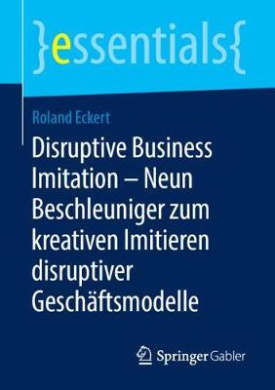 }essentials{
Roland Eckert
Disruptive Business
Imitation – Neun
Beschleuniger zum
kreativen Imitieren
disruptiver
Geschäftsmodelle
Springer Gabler